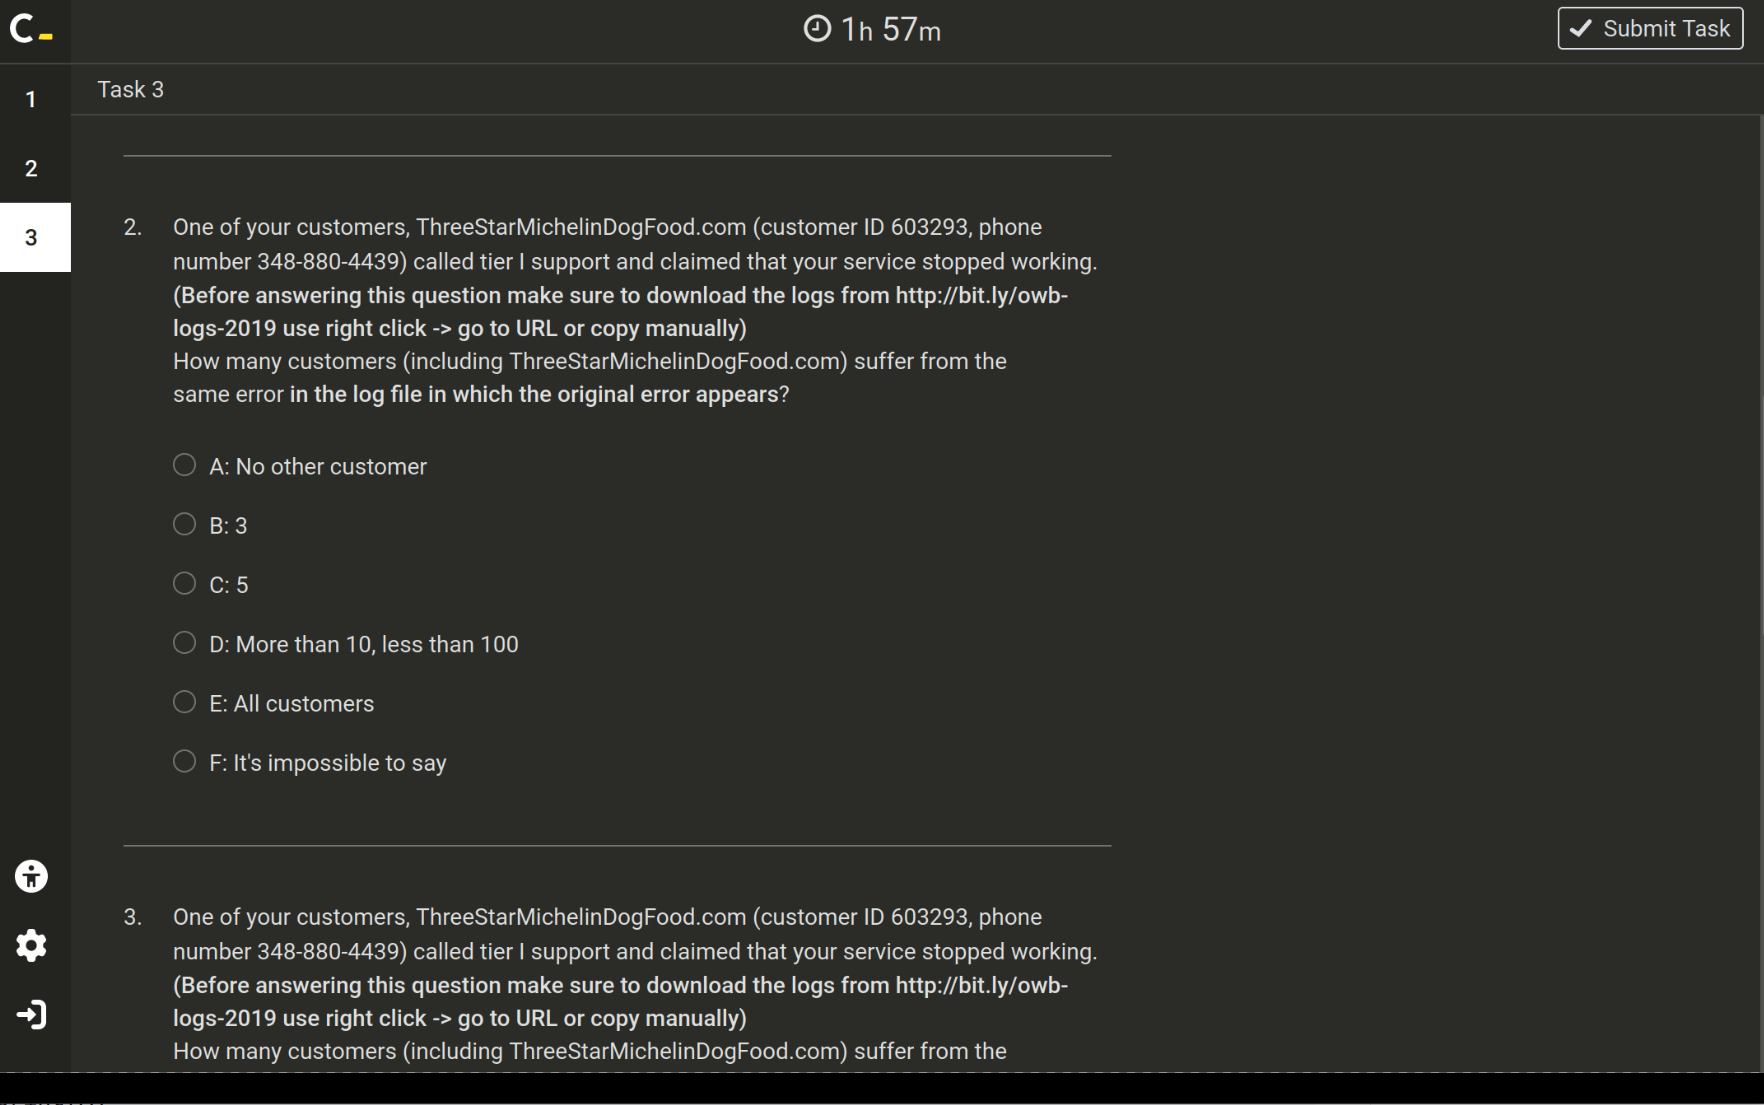 C_
1h 57m
Submit Task
1
Task 3
2
3
2. One of your customers, ThreeStarMichelinDogFood.com (customer ID 603293, phone
number 348-880-4439) called tier I support and claimed that your service stopped working.
(Before answering this question make sure to download the logs from http://bit.ly/owb-
logs-2019 use right click -> go to URL or copy manually)
How many customers (including ThreeStarMichelinDogFood.com) suffer from the
same error in the log file in which the original error appears?
A: No other customer
B: 3
C: 5
D: More than 10, less than 100
E: All customers
F: It's impossible to say
3. One of your customers, ThreeStarMichelinDogFood.com (customer ID 603293, phone
number 348-880-4439) called tier I support and claimed that your service stopped working.
(Before answering this question make sure to download the logs from http://bit.ly/owb-
logs-2019 use right click -> go to URL or copy manually)
How many customers (including ThreeStarMichelinDogFood.com) suffer from the